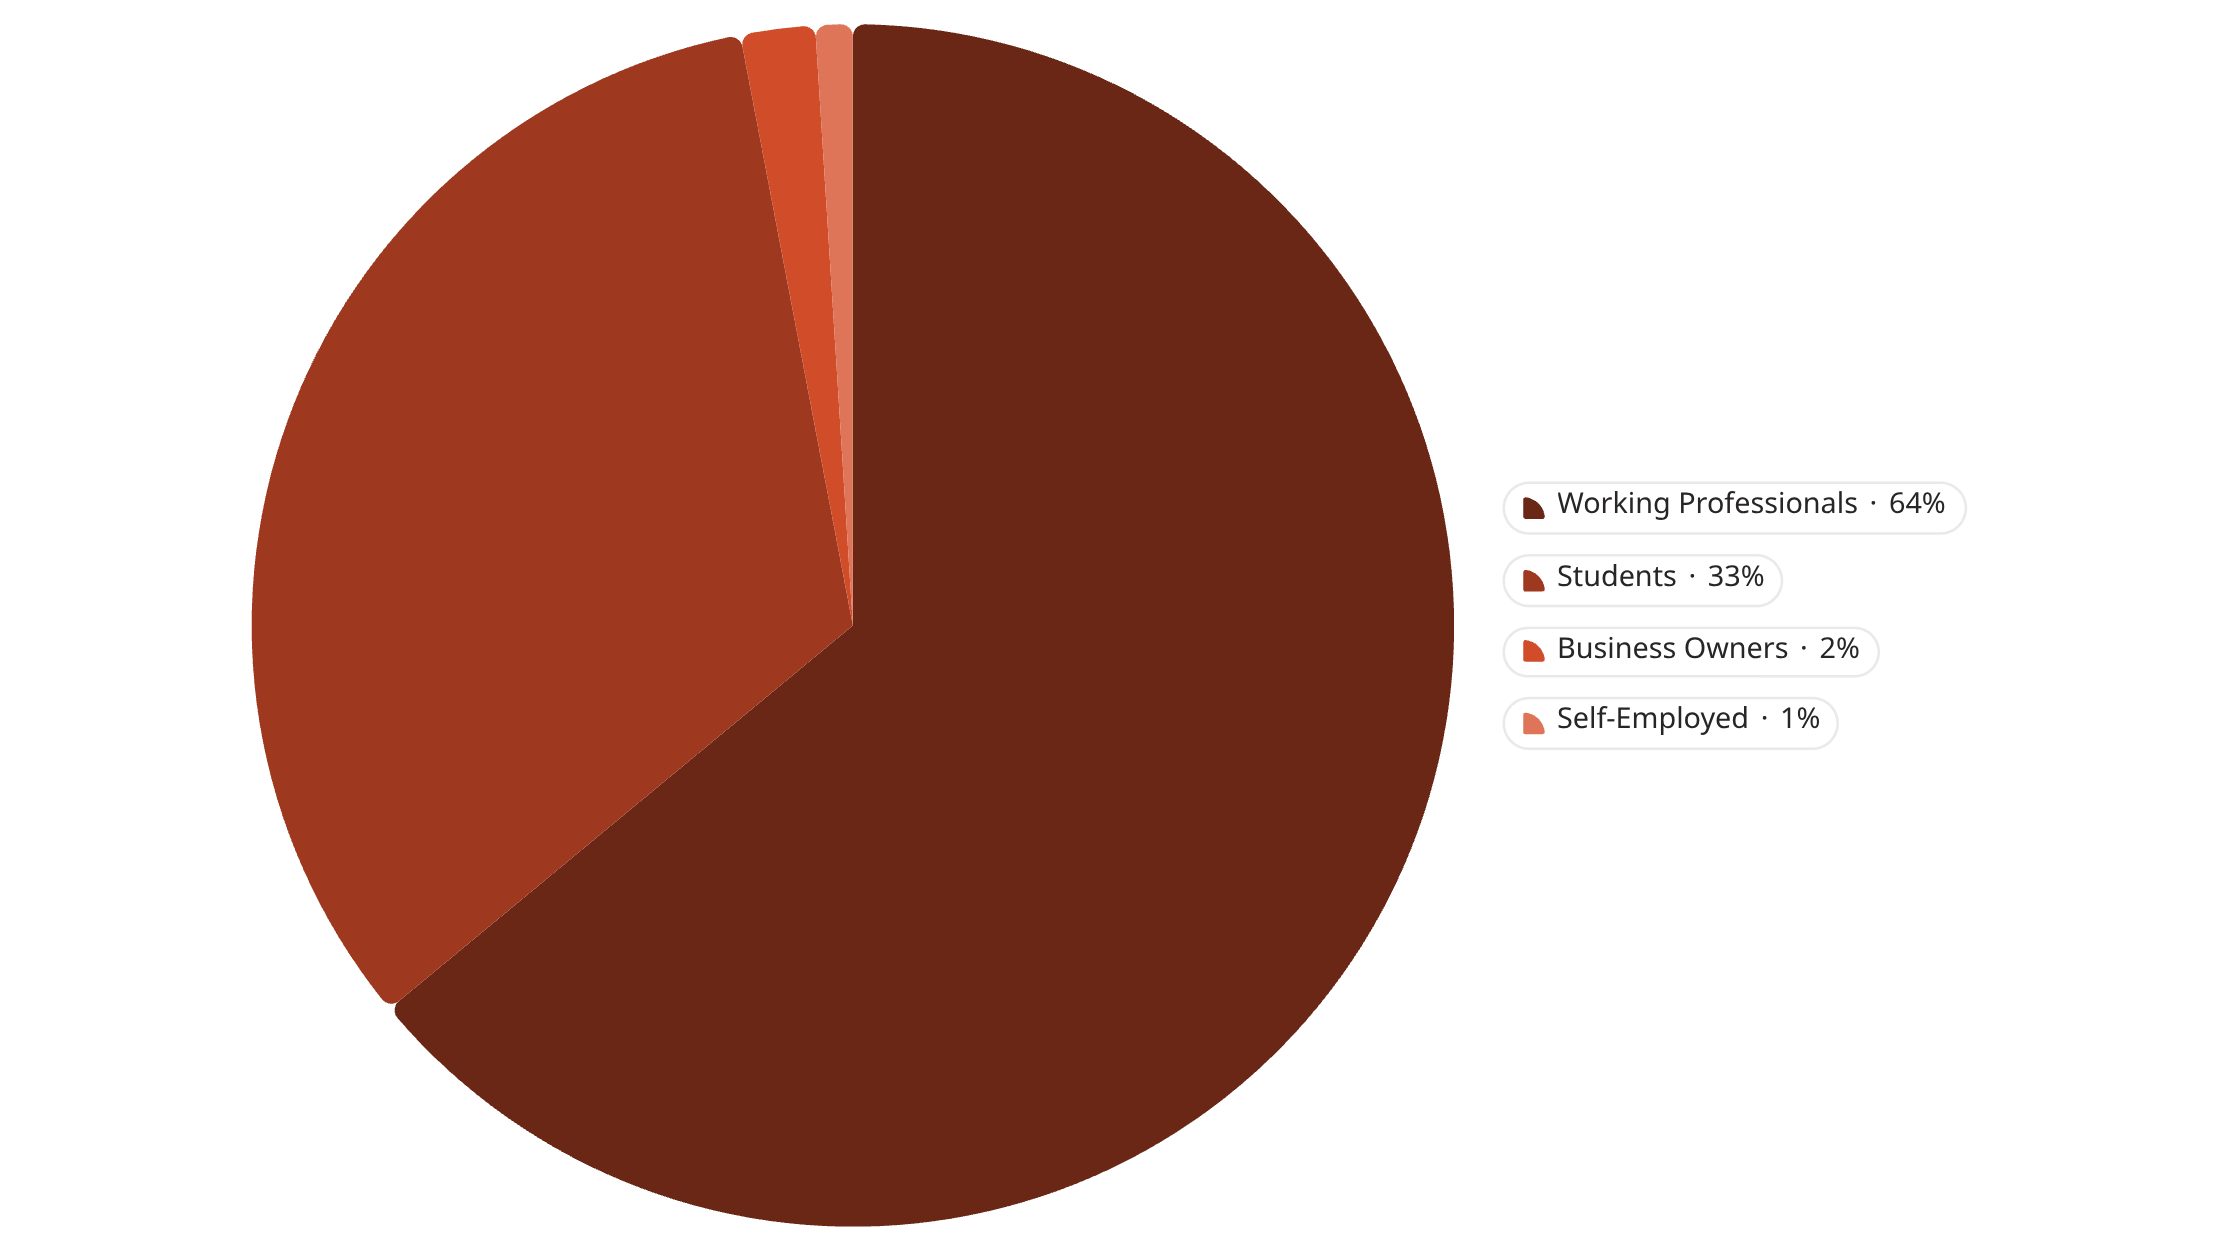 Working Professionals · 64%
Students · 33%
Business Owners · 2%
Self-Employed · 1%